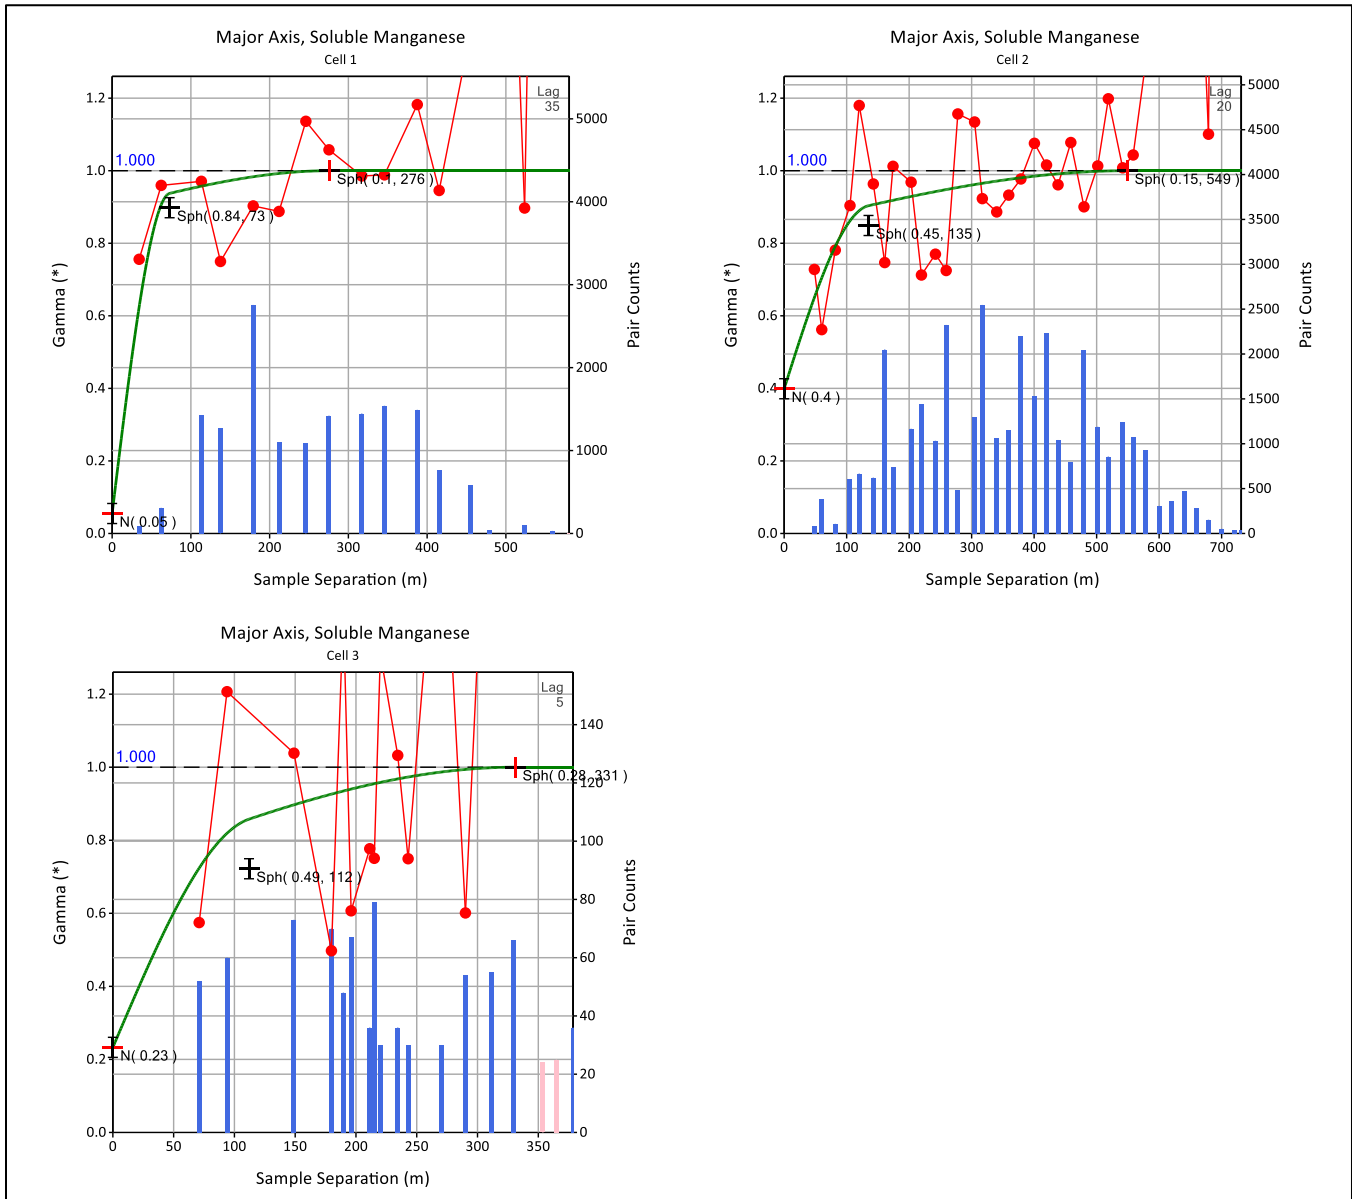 Major Axis, Soluble Manganese
Cell 1
Lag
35
1.2
1.0
0.8
0.6
0.4
0.2
0.0
5000
4000
3000
2000
1000
0
1.000
Sph( 0.1, 276 )
Sph( 0.84, 73 )
N( 0.05 )
Gamma (*)
Pair Counts
0 100 200 300 400 500
Sample Separation (m)
Major Axis, Soluble Manganese
Cell 2
Lag
20
1.2
1.0
0.8
0.6
0.4
0.2
0.0
5000
4500
4000
3500
3000
2500
2000
1500
1000
500
0
1.000
Sph( 0.15, 549 )
Sph( 0.45, 135 )
N( 0.4 )
Gamma (*)
Pair Counts
0 100 200 300 400 500 600 700
Sample Separation (m)
Major Axis, Soluble Manganese
Cell 3
Lag
5
1.2
1.0
0.8
0.6
0.4
0.2
0.0
140
120
100
80
60
40
20
0
1.000
Sph( 0.28, 331 )
Sph( 0.49, 112 )
N( 0.23 )
Gamma (*)
Pair Counts
0 50 100 150 200 250 300 350
Sample Separation (m)